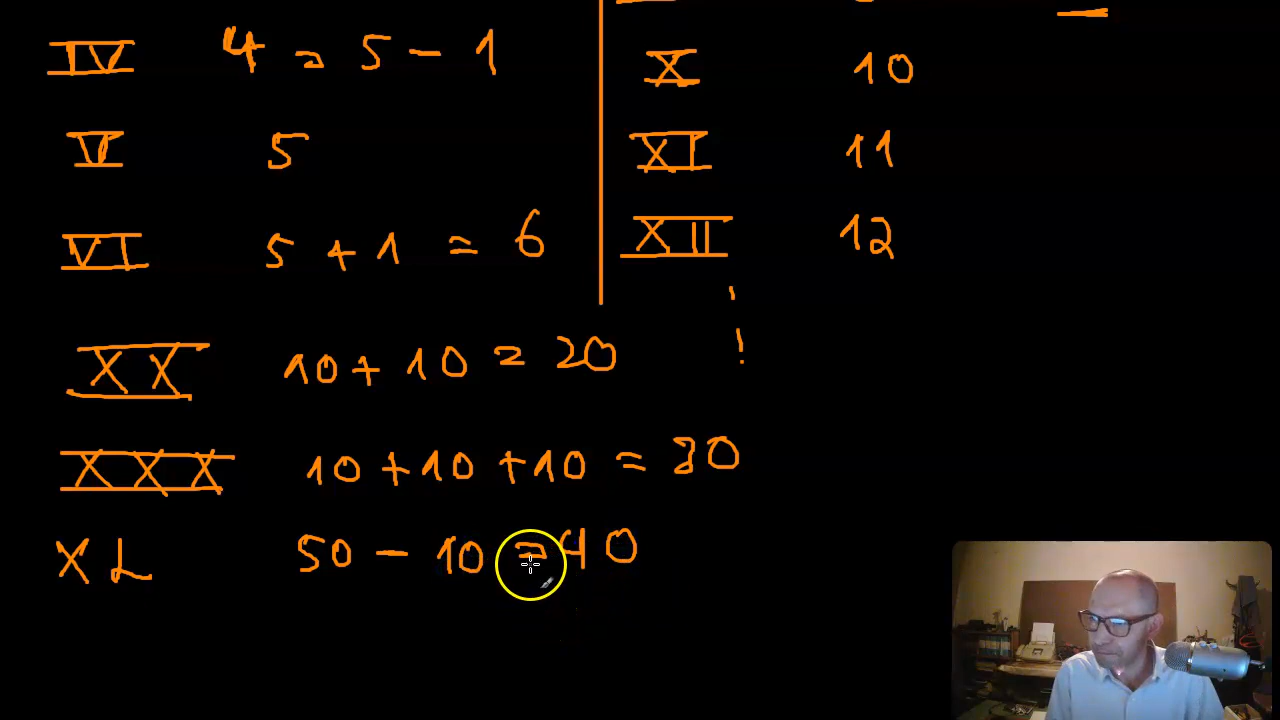 IV 4 = 5 - 1
V 5
VI 5 + 1 = 6
X 10
XI 11
XII 12
XX 10 + 10 = 20
XXX 10 + 10 + 10 = 30
XL 50 - 10 = 40